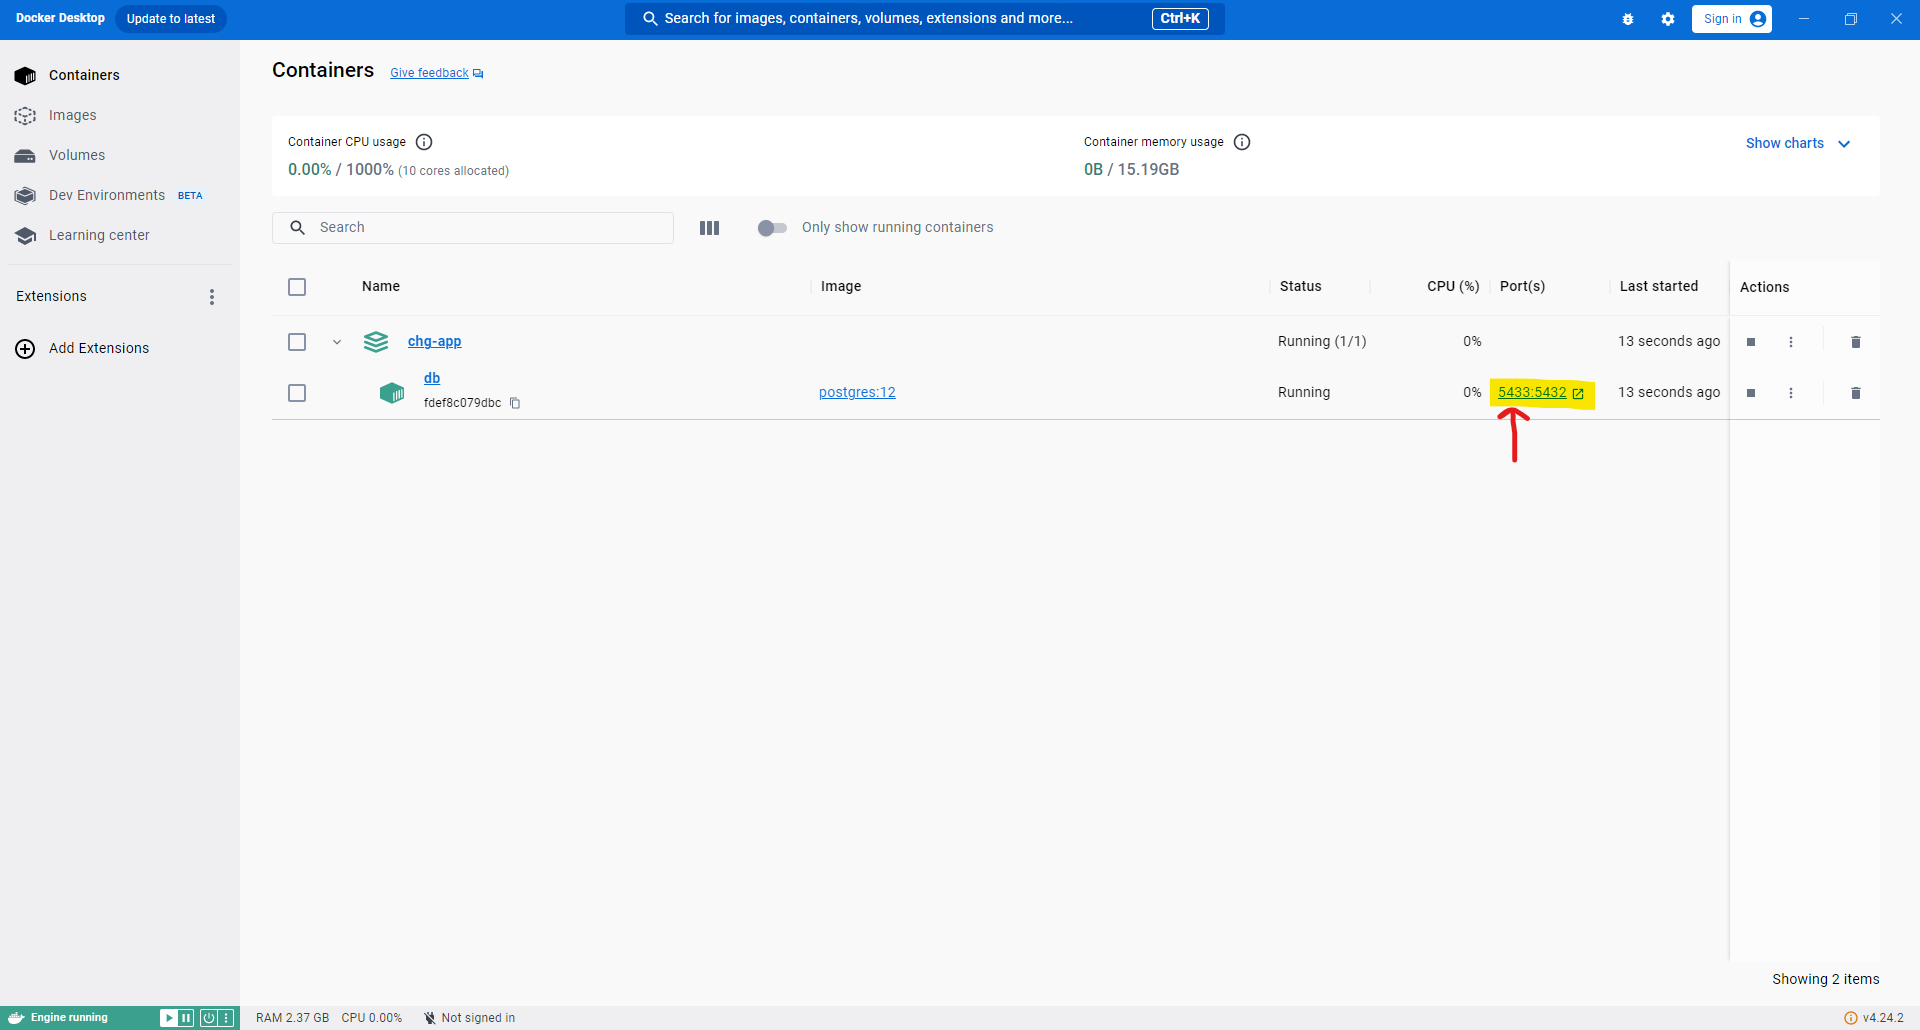 Docker Desktop Update to latest Search for images, containers, volumes, extensions and more... Ctrl+K Sign in
Containers
Images
Volumes
Dev Environments BETA
Learning center
Extensions
Add Extensions
Containers Give feedback
Container CPU usage
0.00% / 1000% (10 cores allocated)
Container memory usage
0B / 15.19GB
Show charts
Search Only show running containers
Name Image Status CPU (%) Port(s) Last started Actions
chg-app Running (1/1) 0% 13 seconds ago
db
fdef8c079dbc
postgres:12 Running 0% 5433:5432 13 seconds ago
Showing 2 items
Engine running RAM 2.37 GB CPU 0.00% Not signed in v4.24.2